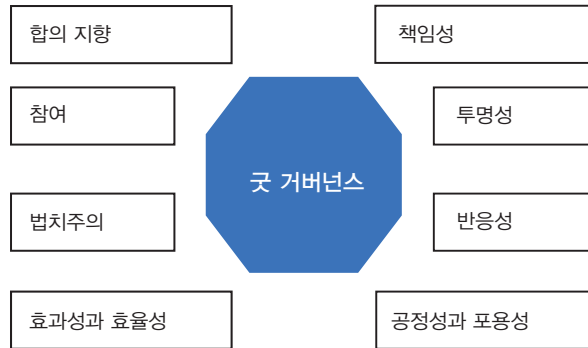 합의 지향
책임성
참여
투명성
굿 거버넌스
법치주의
반응성
효과성과 효율성
공정성과 포용성